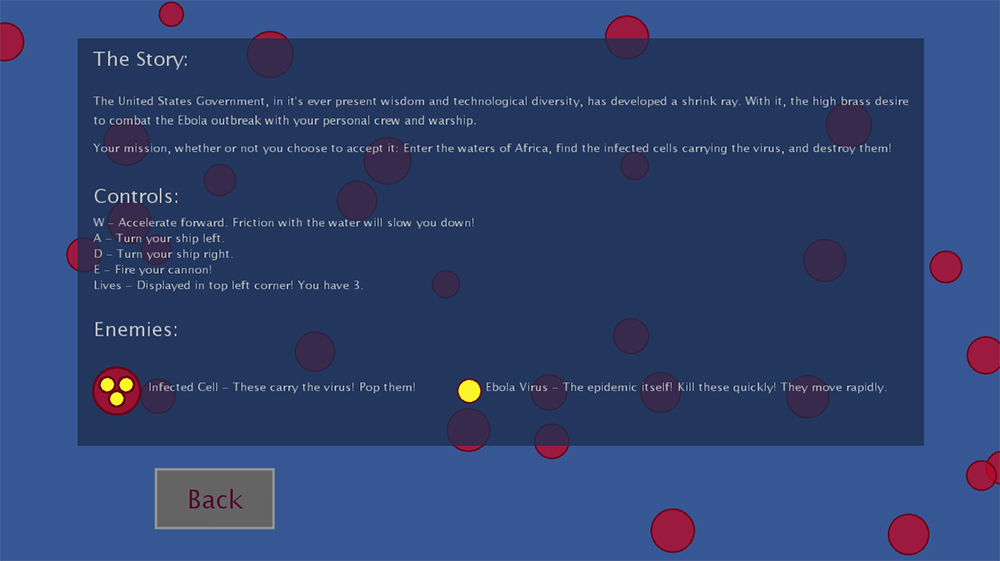 The Story:
The United States Government, in it's ever present wisdom and technological diversity, has developed a shrink ray. With it, the high brass desire
to combat the Ebola outbreak with your personal crew and warship.
Your mission, whether or not you choose to accept it: Enter the waters of Africa, find the infected cells carrying the virus, and destroy them!
Controls:
W – Accelerate forward. Friction with the water will slow you down!
A – Turn your ship left.
D – Turn your ship right.
E – Fire your cannon!
Lives – Displayed in top left corner! You have 3.
Enemies:
Infected Cell – These carry the virus! Pop them!
Ebola Virus – The epidemic itself! Kill these quickly! They move rapidly.
Back